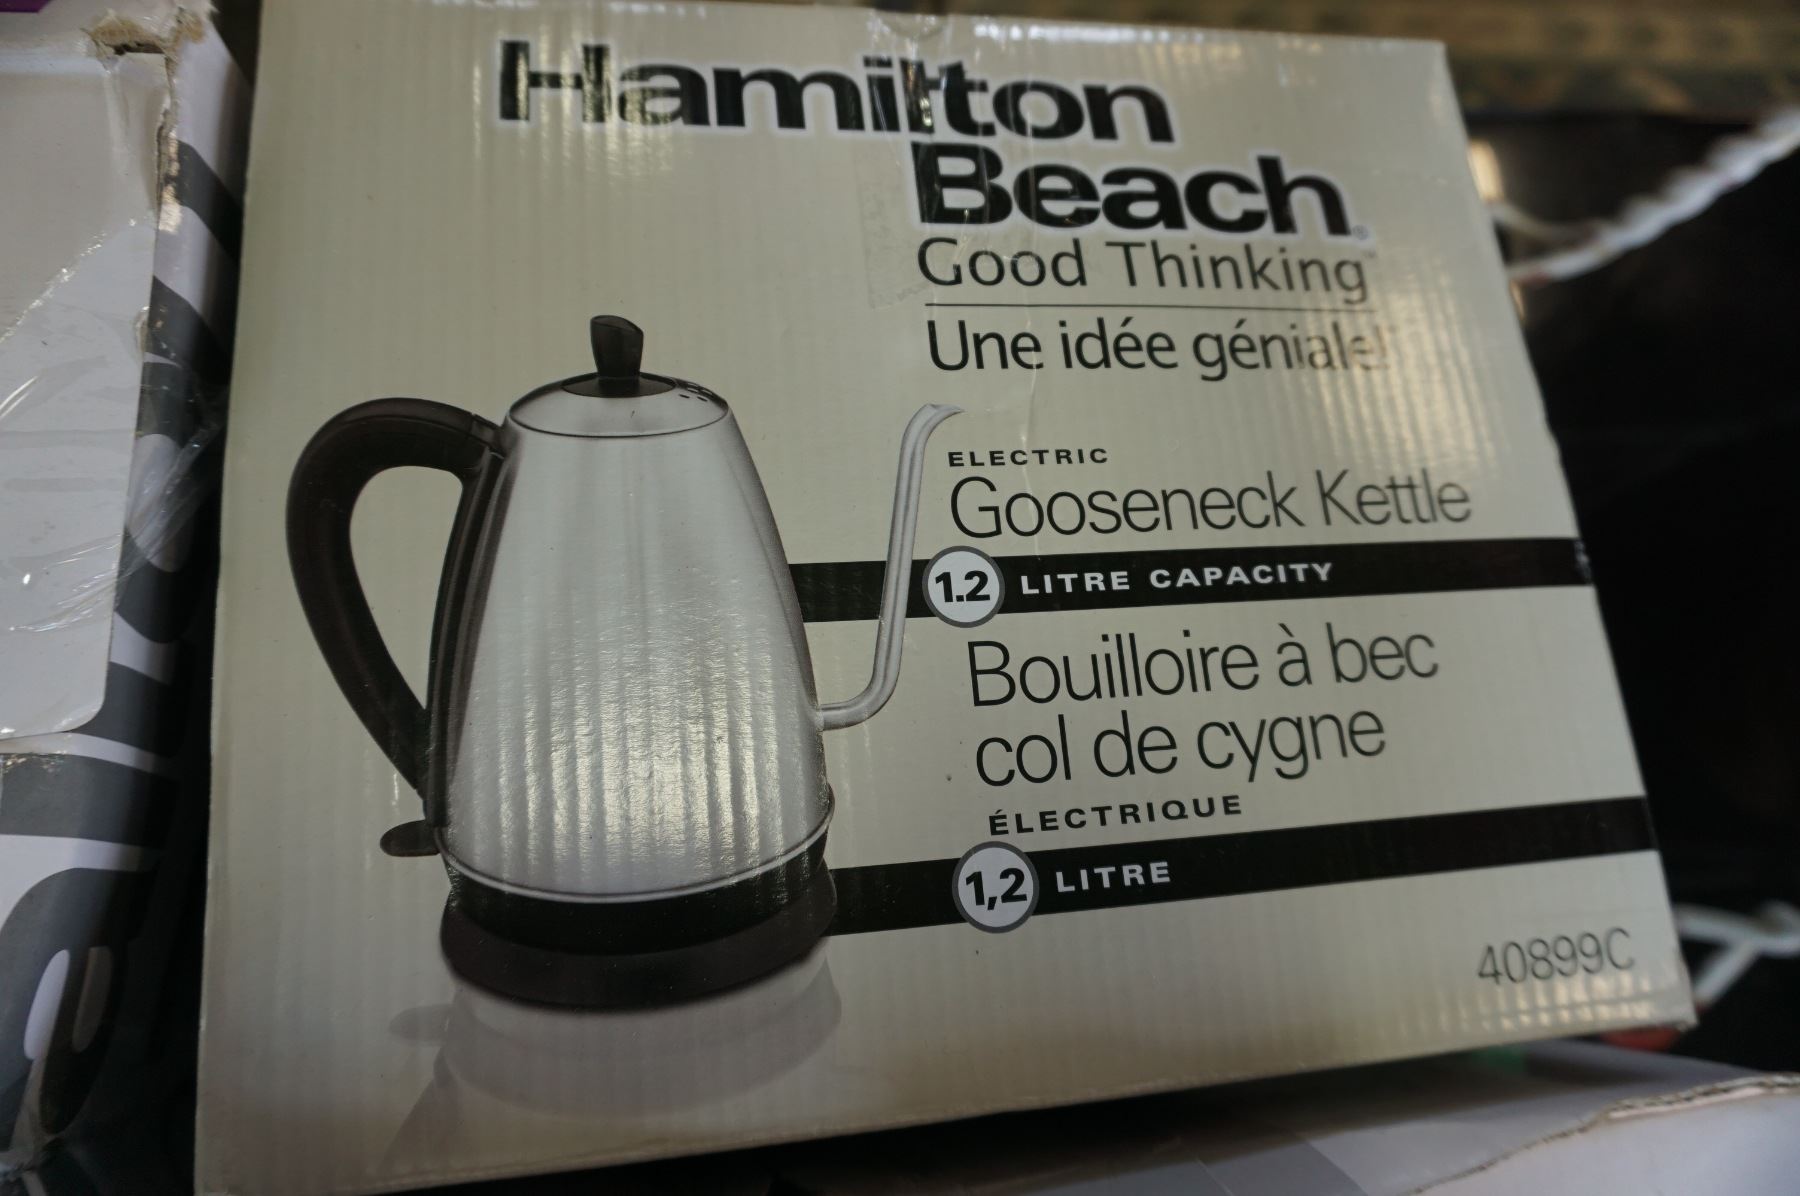 Hamilton
Beach®
Good Thinking™
Une idée géniale!
ELECTRIC
Gooseneck Kettle
1.2 LITRE CAPACITY
Bouilloire à bec
col de cygne
ÉLECTRIQUE
1,2 LITRE
40899C